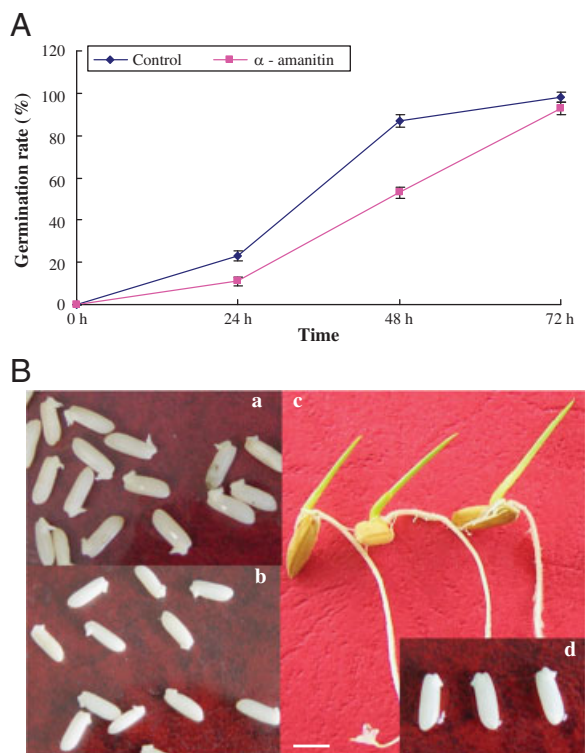 A
120
Control α - amanitin
100
80
60
40
20
0
Germination rate (%)
0 h 24 h 48 h 72 h
Time
B
a
c
b
d